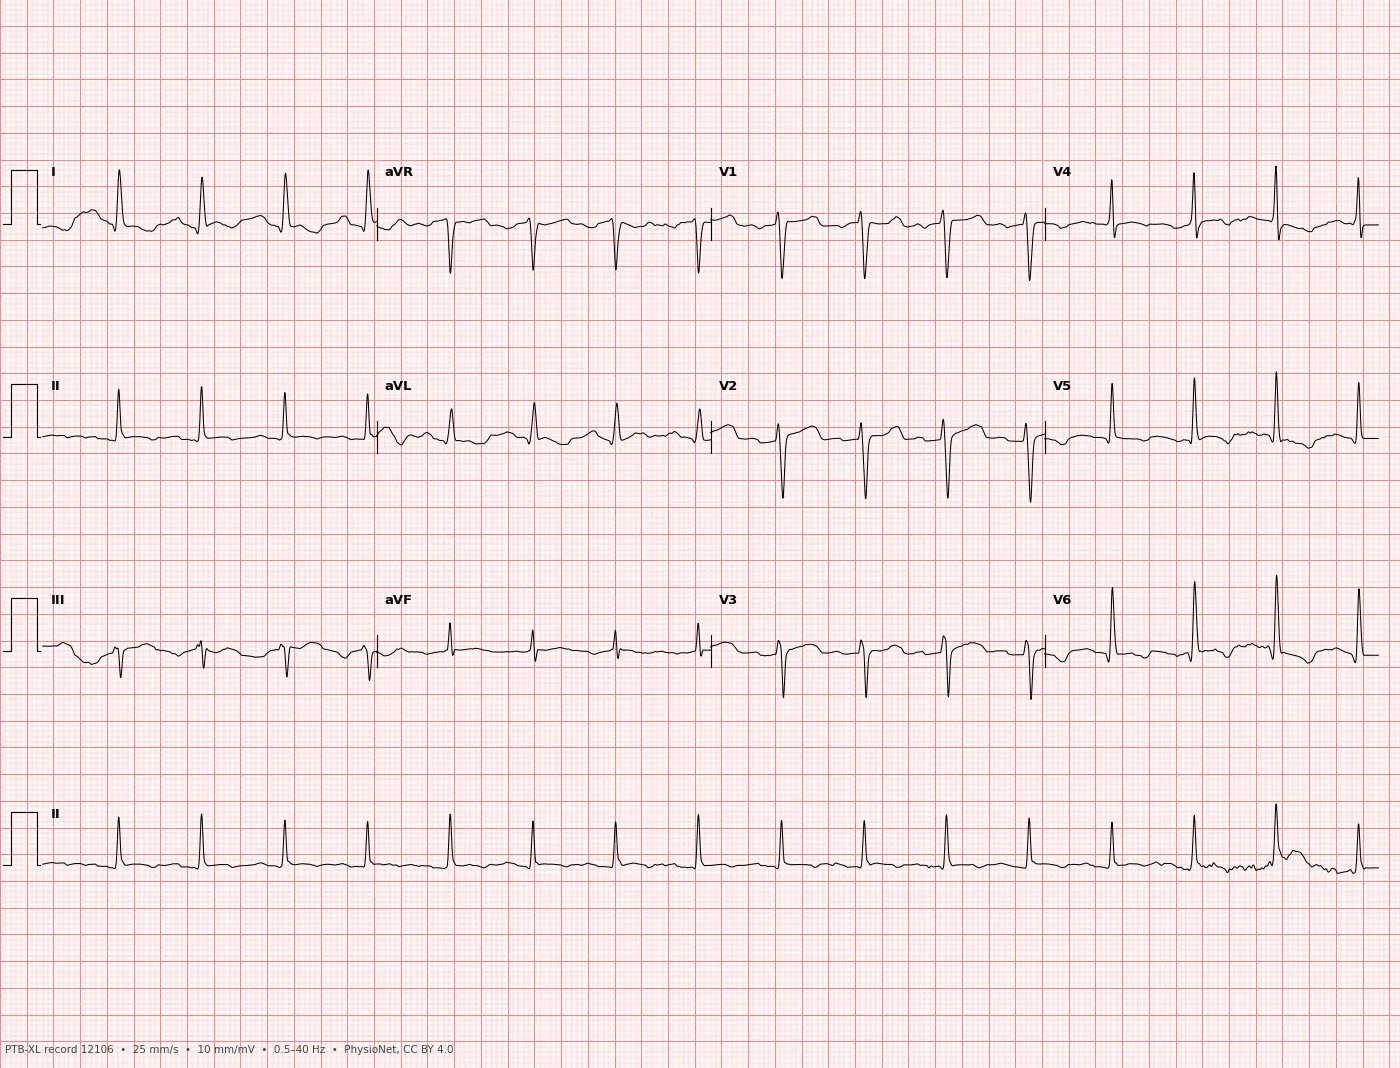 I aVR V1 V4
II aVL V2 V5
III aVF V3 V6
II
PTB-XL record 12106 • 25 mm/s • 10 mm/mV • 0.5–40 Hz • PhysioNet, CC BY 4.0